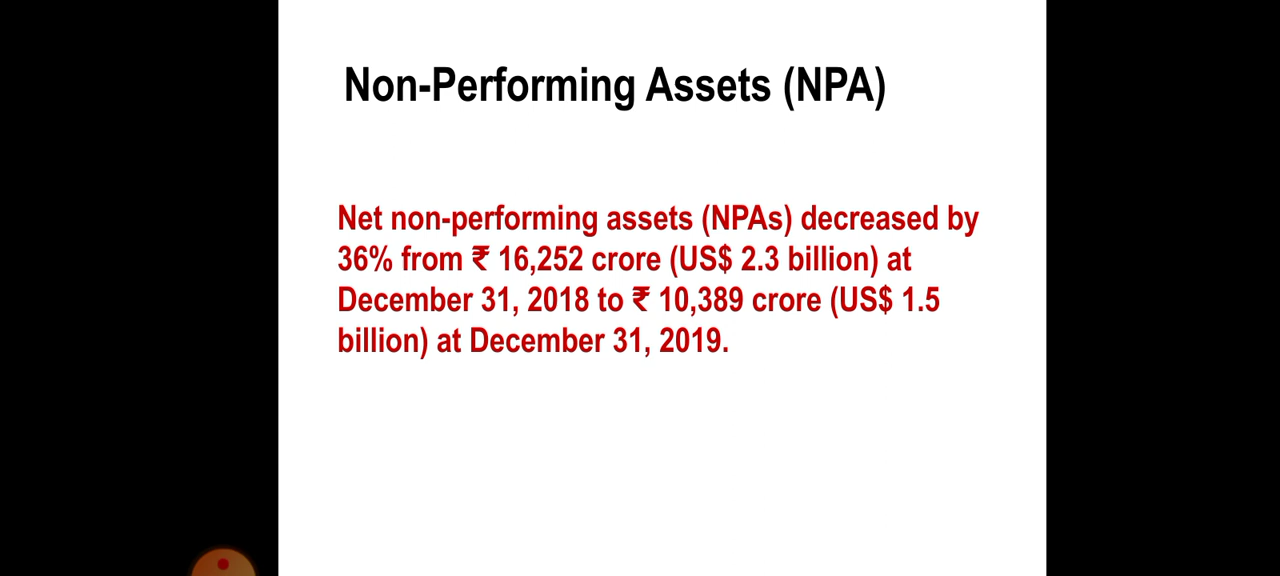 Non-Performing Assets (NPA)
Net non-performing assets (NPAs) decreased by
36% from ₹ 16,252 crore (US$ 2.3 billion) at
December 31, 2018 to ₹ 10,389 crore (US$ 1.5
billion) at December 31, 2019.